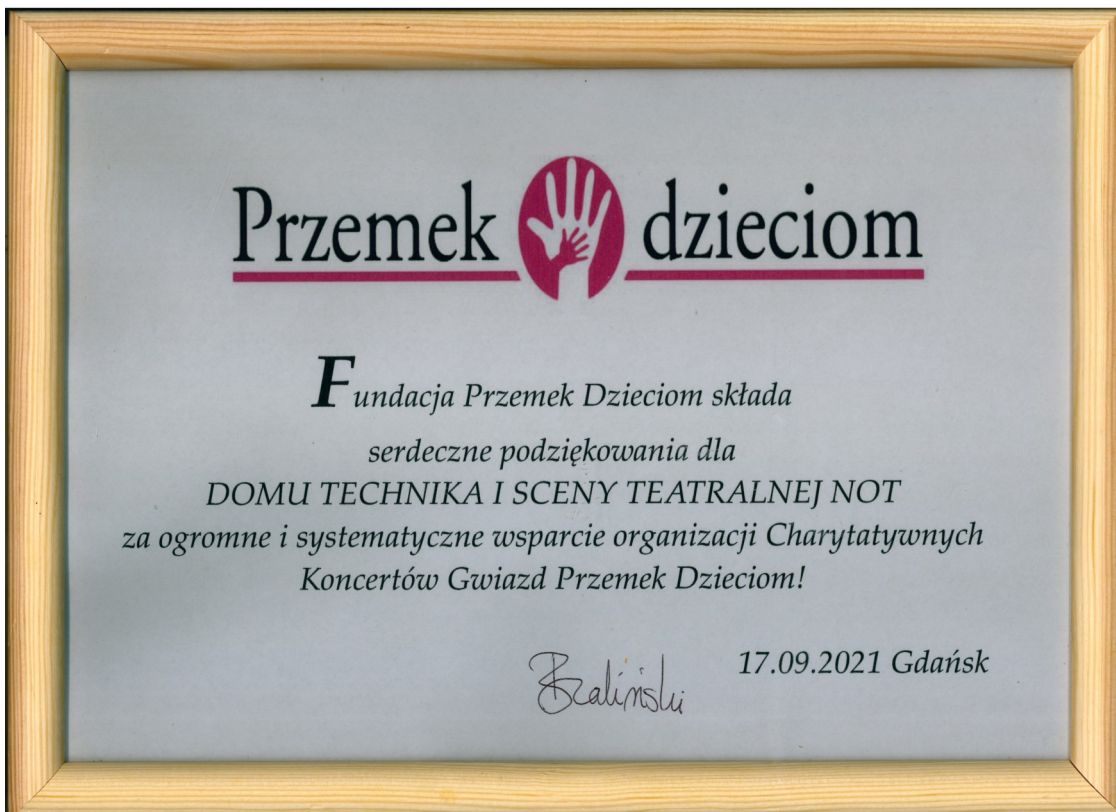 Przemek dzieciom
Fundacja Przemek Dzieciom składa
serdeczne podziękowania dla
DOMU TECHNIKA I SCENY TEATRALNEJ NOT
za ogromne i systematyczne wsparcie organizacji Charytatywnych
Koncertów Gwiazd Przemek Dzieciom!
17.09.2021 Gdańsk